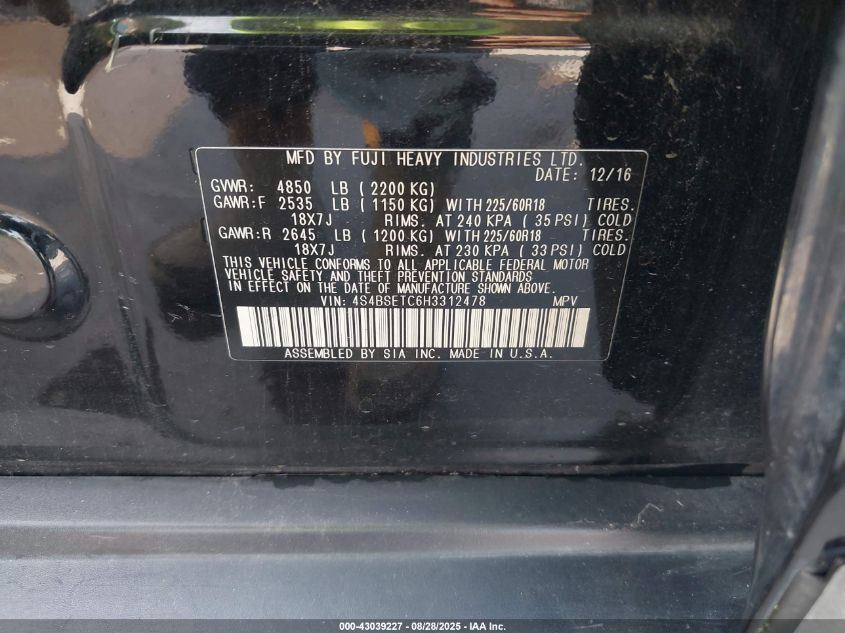 MFD BY FUJI HEAVY INDUSTRIES LTD.
DATE: 12/16
GVWR: 4850 LB ( 2200 KG)
GAWR:F 2535 LB ( 1150 KG) WITH 225/60R18 TIRES.
18X7J RIMS. AT 240 KPA ( 35 PSI) COLD
GAWR:R 2645 LB ( 1200 KG) WITH 225/60R18 TIRES.
18X7J RIMS. AT 230 KPA ( 33 PSI) COLD
THIS VEHICLE CONFORMS TO ALL APPLICABLE FEDERAL MOTOR
VEHICLE SAFETY AND THEFT PREVENTION STANDARDS
IN EFFECT ON THE DATE OF MANUFACTURE SHOWN ABOVE.
VIN: 4S4BSETC6H3312478 MPV
ASSEMBLED BY SIA INC. MADE IN U.S.A.
000-43039227 - 08/28/2025 - IAA Inc.